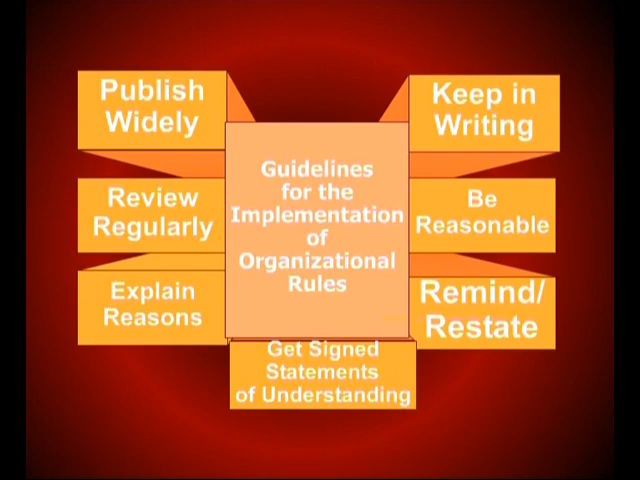 Publish
Widely
Keep in
Writing
Guidelines
for the
Implementation
of
Organizational
Rules
Review
Regularly
Be
Reasonable
Explain
Reasons
Remind/
Restate
Get Signed
Statements
of Understanding